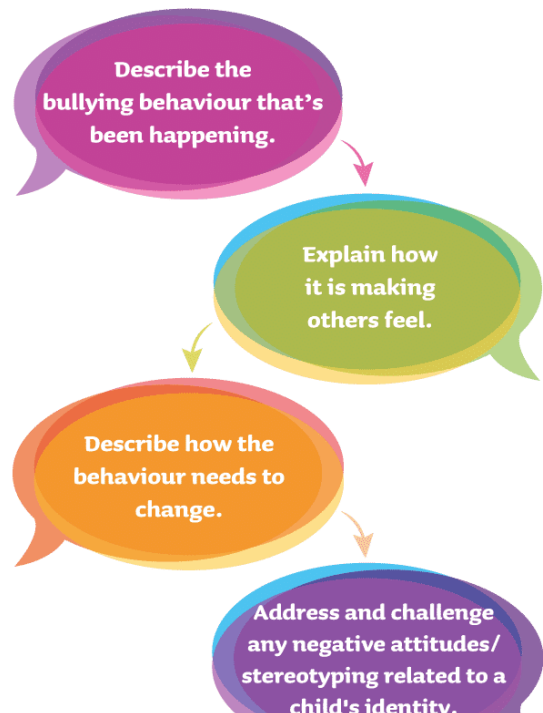 Describe the
bullying behaviour that's
been happening.
Explain how
it is making
others feel.
Describe how the
behaviour needs to
change.
Address and challenge
any negative attitudes/
stereotyping related to a
child's identity.